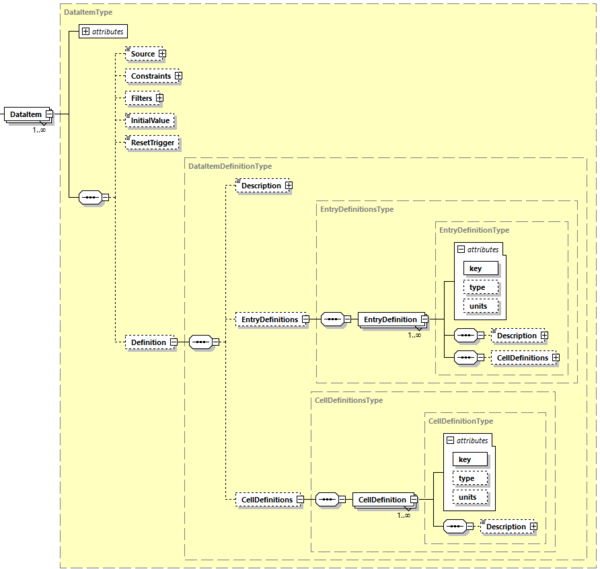 DataItemType
attributes
Source
Constraints
Filters
DataItem
1..∞
InitialValue
ResetTrigger
DataItemDefinitionType
Description
EntryDefinitionsType
EntryDefinitionType
attributes
key
type
units
EntryDefinitions
EntryDefinition
1..∞
Description
Definition
CellDefinitions
CellDefinitionsType
CellDefinitionType
attributes
key
type
units
CellDefinitions
CellDefinition
1..∞
Description